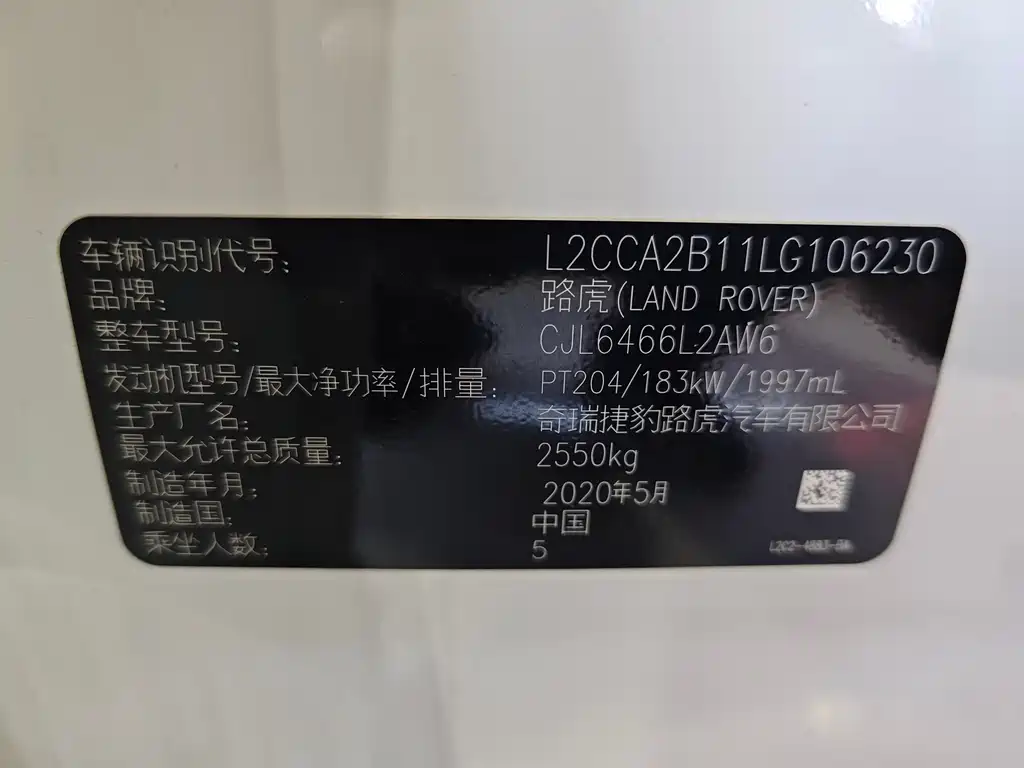 车辆识别代号: L2CCA2B11LG106230
品牌: 路虎(LAND ROVER)
整车型号: CJL6466L2AW6
发动机型号/最大净功率/排量: PT204/183kW/1997mL
生产厂名: 奇瑞捷豹路虎汽车有限公司
最大允许总质量: 2550kg
制造年月: 2020年5月
制造国: 中国
乘坐人数: 5